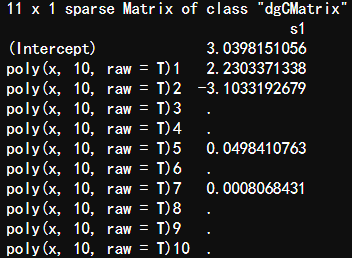 11 x 1 sparse Matrix of class "dgCMatrix"
s1
(Intercept) 3.0398151056
poly(x, 10, raw = T)1 2.2303371338
poly(x, 10, raw = T)2 -3.1033192679
poly(x, 10, raw = T)3 .
poly(x, 10, raw = T)4 .
poly(x, 10, raw = T)5 0.0498410763
poly(x, 10, raw = T)6 .
poly(x, 10, raw = T)7 0.0008068431
poly(x, 10, raw = T)8 .
poly(x, 10, raw = T)9 .
poly(x, 10, raw = T)10 .